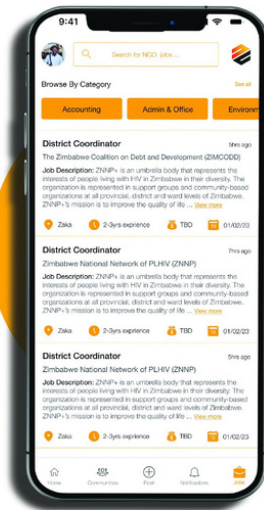 9:41
Search for NGO jobs ...
Browse By Category
See all
Accounting
Admin & Office
Environm
District Coordinator
5hrs ago
The Zimbabwe Coalition on Debt and Development (ZIMCODD)
Job Description: ZNNP+ is an umbrella body that represents the
interests of people living with HIV in Zimbabwe in their diversity. The
organization is represented in support groups and community-based
organizations at all provincial, district and ward levels of Zimbabwe.
ZNNP+'s mission is to improve the quality of life ... View more
Zaka
2-3yrs exprience
TBD
01/02/23
District Coordinator
7hrs ago
Zimbabwe National Network of PLHIV (ZNNP)
Job Description: ZNNP+ is an umbrella body that represents the
interests of people living with HIV in Zimbabwe in their diversity. The
organization is represented in support groups and community-based
organizations at all provincial, district and ward levels of Zimbabwe.
ZNNP+'s mission is to improve the quality of life ... View more
Zaka
2-3yrs exprience
TBD
01/02/23
District Coordinator
5hrs ago
Zimbabwe National Network of PLHIV (ZNNP)
Job Description: ZNNP+ is an umbrella body that represents the
interests of people living with HIV in Zimbabwe in their diversity. The
organization is represented in support groups and community-based
organizations at all provincial, district and ward levels of Zimbabwe.
ZNNP+'s mission is to improve the quality of life ... View more
Zaka
2-3yrs exprience
TBD
01/02/23
Home
Communities
Post
Notifications
Jobs